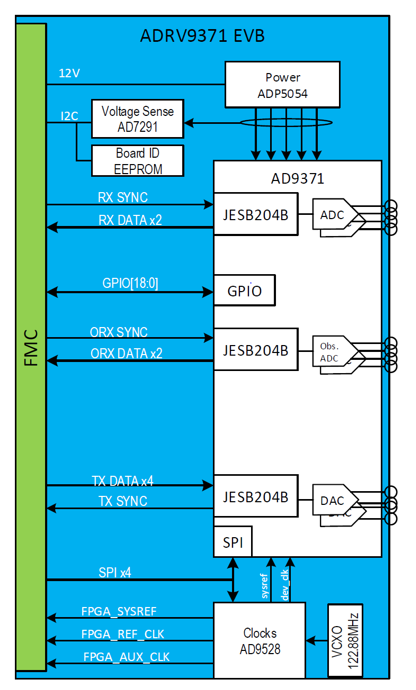 ADRV9371 EVB
12V
Power
ADP5054
I2C
Voltage Sense
AD7291
Board ID
EEPROM
AD9371
RX SYNC
JESB204B
ADC
RX DATA x2
GPIO[18:0]
GPIO
FMC
ORX SYNC
JESB204B
Obs.
ADC
ORX DATA x2
TX DATA x4
JESB204B
DAC
TX SYNC
SPI
SPI x4
sysref
dev_clk
FPGA_SYSREF
FPGA_REF_CLK
Clocks
AD9528
VCXO
122.88MHz
FPGA_AUX_CLK